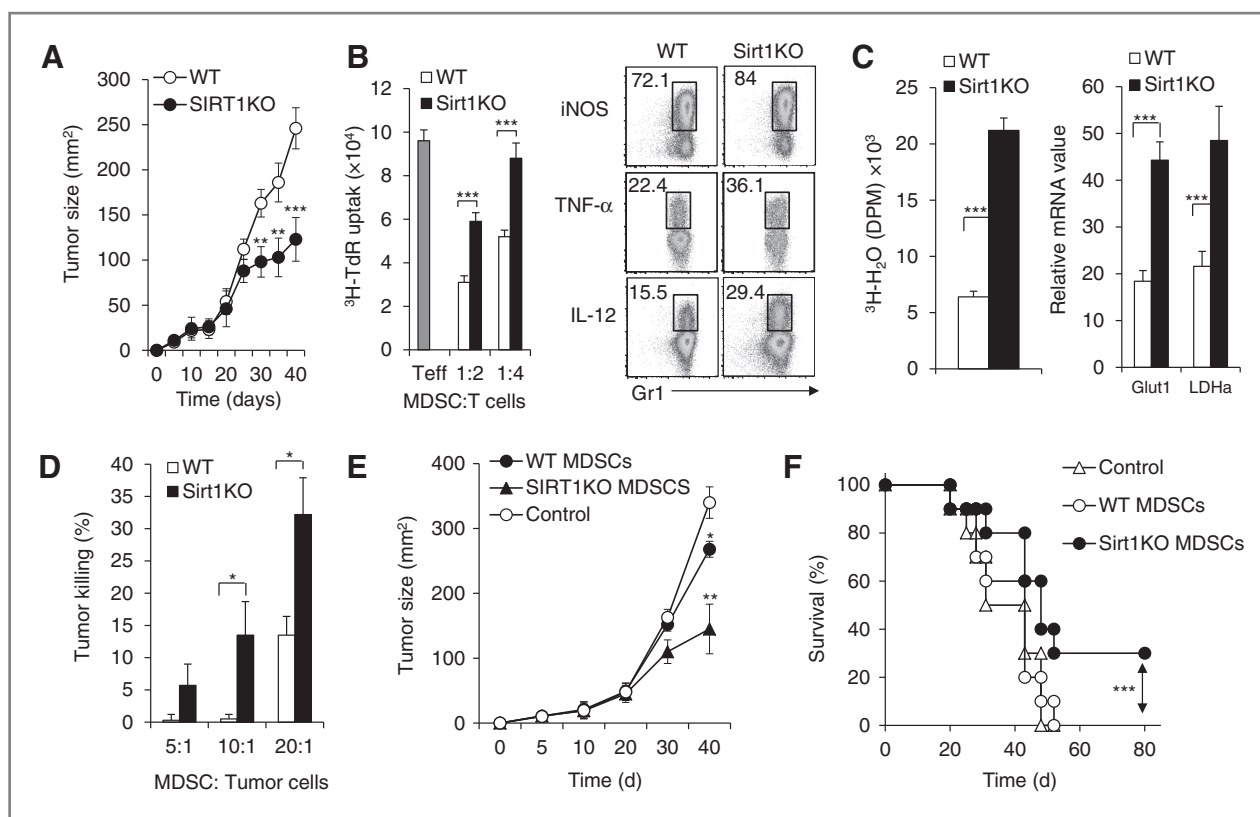 A
WT
SIRT1KO
Tumor size (mm²)
300
250
200
150
100
50
0
** ** ***
0 10 20 30 40
Time (days)
B
WT
Sirt1KO
³H-TdR uptak (×10⁴)
12
10
8
6
4
2
0
***
***
Teff 1:2 1:4
MDSC:T cells
WT Sirt1KO
iNOS
72.1 84
TNF-α
22.4 36.1
IL-12
15.5 29.4
Gr1
C
WT
Sirt1KO
³H-H₂O (DPM) ×10³
25
20
15
10
5
0
***
WT
Sirt1KO
Relative mRNA value
60
50
40
30
20
10
0
***
***
Glut1 LDHa
D
WT
Sirt1KO
Tumor killing (%)
40
35
30
25
20
15
10
5
0
*
*
5:1 10:1 20:1
MDSC: Tumor cells
E
WT MDSCs
SIRT1KO MDSCS
Control
Tumor size (mm²)
400
300
200
100
0
*
**
0 5 10 20 30 40
Time (d)
F
Control
WT MDSCs
Sirt1KO MDSCs
Survival (%)
100
80
60
40
20
0
***
0 20 40 60 80
Time (d)